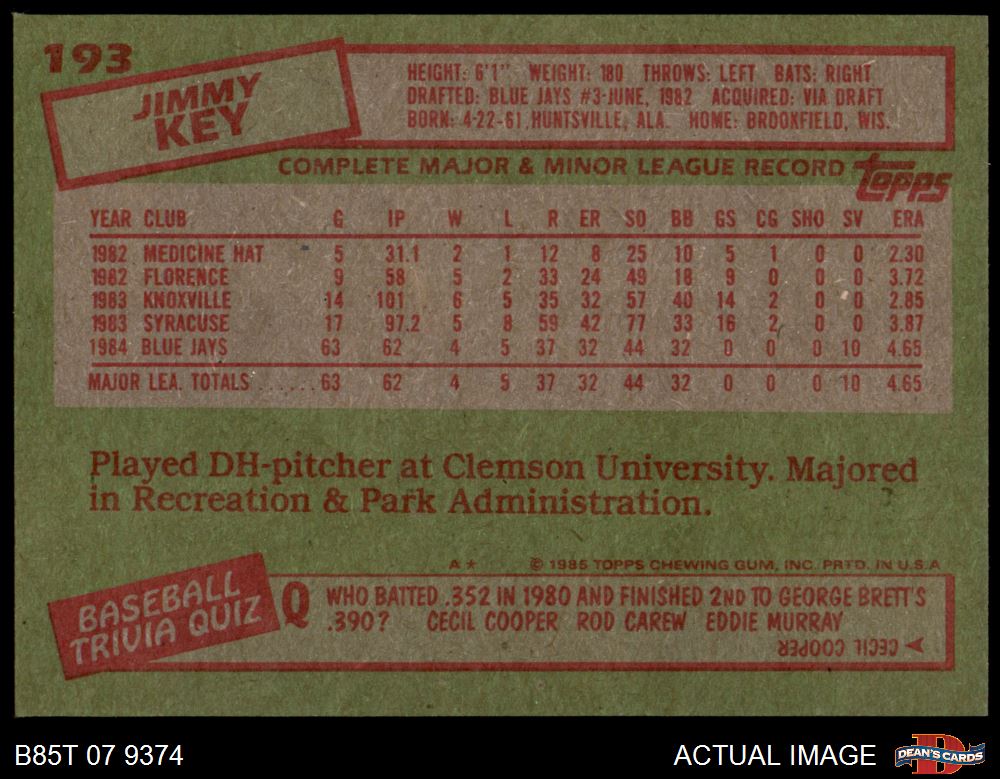 193
JIMMY
KEY
HEIGHT: 6'1" WEIGHT: 180 THROWS: LEFT BATS: RIGHT
DRAFTED: BLUE JAYS #3-JUNE, 1982 ACQUIRED: VIA DRAFT
BORN: 4-22-61, HUNTSVILLE, ALA. HOME: BROOKFIELD, WIS.
COMPLETE MAJOR & MINOR LEAGUE RECORD topps
YEAR CLUB G IP W L R ER SO BB GS CG SHO SV ERA
1982 MEDICINE HAT 5 31.1 2 1 12 8 25 10 5 1 0 0 2.30
1982 FLORENCE 9 58 5 2 33 24 49 18 9 0 0 0 3.72
1983 KNOXVILLE 14 101 6 5 35 32 57 40 14 2 0 0 2.85
1983 SYRACUSE 17 97.2 5 8 59 42 77 33 16 2 0 0 3.87
1984 BLUE JAYS 63 62 4 5 37 32 44 32 0 0 0 10 4.65
MAJOR LEA. TOTALS ...... 63 62 4 5 37 32 44 32 0 0 0 10 4.65
Played DH-pitcher at Clemson University. Majored
in Recreation & Park Administration.
A* © 1985 TOPPS CHEWING GUM, INC. PRTD. IN U.S.A
BASEBALL
TRIVIA QUIZ
Q WHO BATTED .352 IN 1980 AND FINISHED 2ND TO GEORGE BRETT'S
.390? CECIL COOPER ROD CAREW EDDIE MURRAY
CECIL COOPER
B85T 07 9374 ACTUAL IMAGE D DEAN'S CARDS